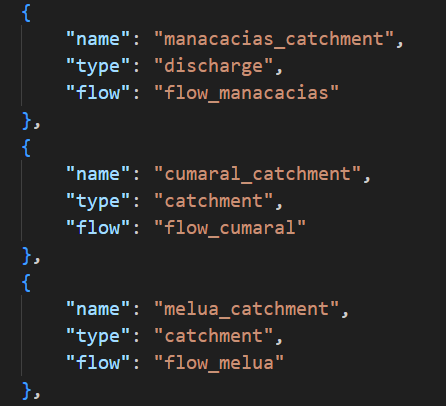 {
"name": "manacacias_catchment",
"type": "discharge",
"flow": "flow_manacacias"
},
{
"name": "cumaral_catchment",
"type": "catchment",
"flow": "flow_cumaral"
},
{
"name": "melua_catchment",
"type": "catchment",
"flow": "flow_melua"
},